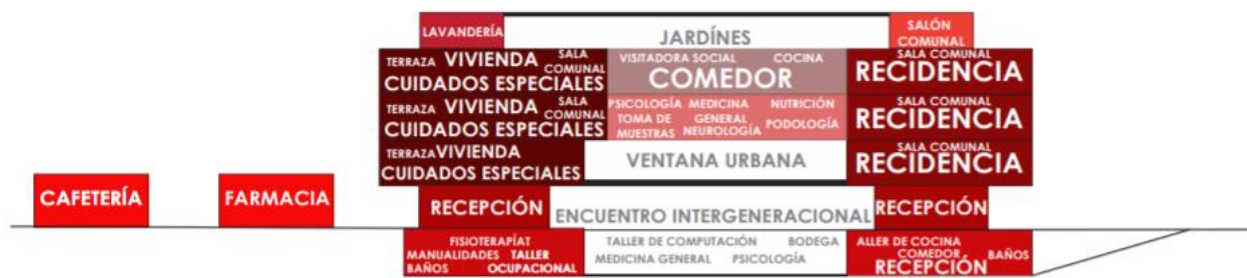 LAVANDERÍA
JARDÍNES
SALÓN
COMUNAL
TERRAZA VIVIENDA SALA
COMUNAL
CUIDADOS ESPECIALES
VISITADORA SOCIAL COCINA
COMEDOR
SALA COMUNAL
RECIDENCIA
TERRAZA VIVIENDA SALA
COMUNAL
CUIDADOS ESPECIALES
PSICOLOGÍA MEDICINA NUTRICIÓN
TOMA DE GENERAL PODOLOGÍA
MUESTRAS NEUROLOGÍA
SALA COMUNAL
RECIDENCIA
TERRAZA VIVIENDA
CUIDADOS ESPECIALES
VENTANA URBANA
SALA COMUNAL
RECIDENCIA
CAFETERÍA
FARMACIA
RECEPCIÓN
ENCUENTRO INTERGENERACIONAL
RECEPCIÓN
FISIOTERAPÍAT
MANUALIDADES TALLER
BAÑOS OCUPACIONAL
TALLER DE COMPUTACIÓN BODEGA
MEDICINA GENERAL PSICOLOGÍA
ALLER DE COCINA
COMEDOR BAÑOS
RECEPCIÓN